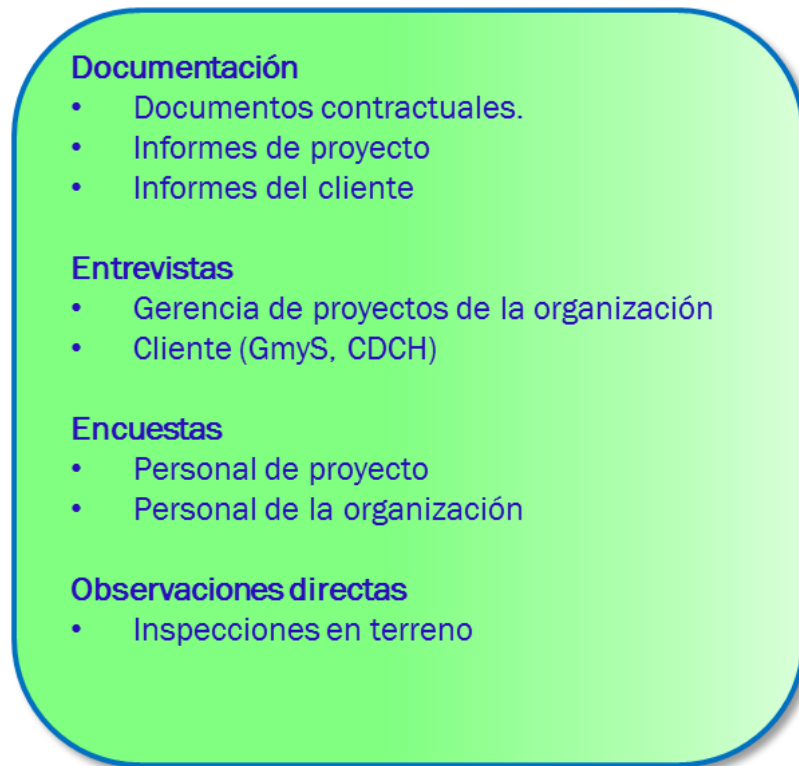 Documentación
• Documentos contractuales.
• Informes de proyecto
• Informes del cliente
Entrevistas
• Gerencia de proyectos de la organización
• Cliente (GmyS, CDCH)
Encuestas
• Personal de proyecto
• Personal de la organización
Observaciones directas
• Inspecciones en terreno